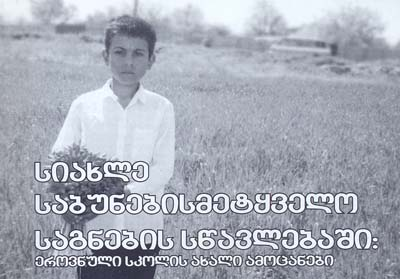 სიახლე
საბუნებისმეტყველო
საგნების სწავლებაში:
ეროვნული სკოლის ახალი ამოცანები